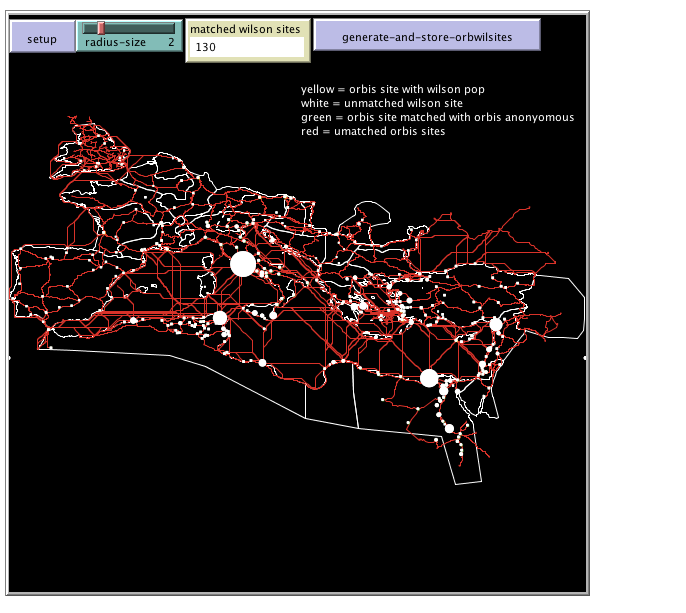 setup
radius-size 2
matched wilson sites
130
generate-and-store-orbwilsites
yellow = orbis site with wilson pop
white = unmatched wilson site
green = orbis site matched with orbis anonyomous
red = umatched orbis sites